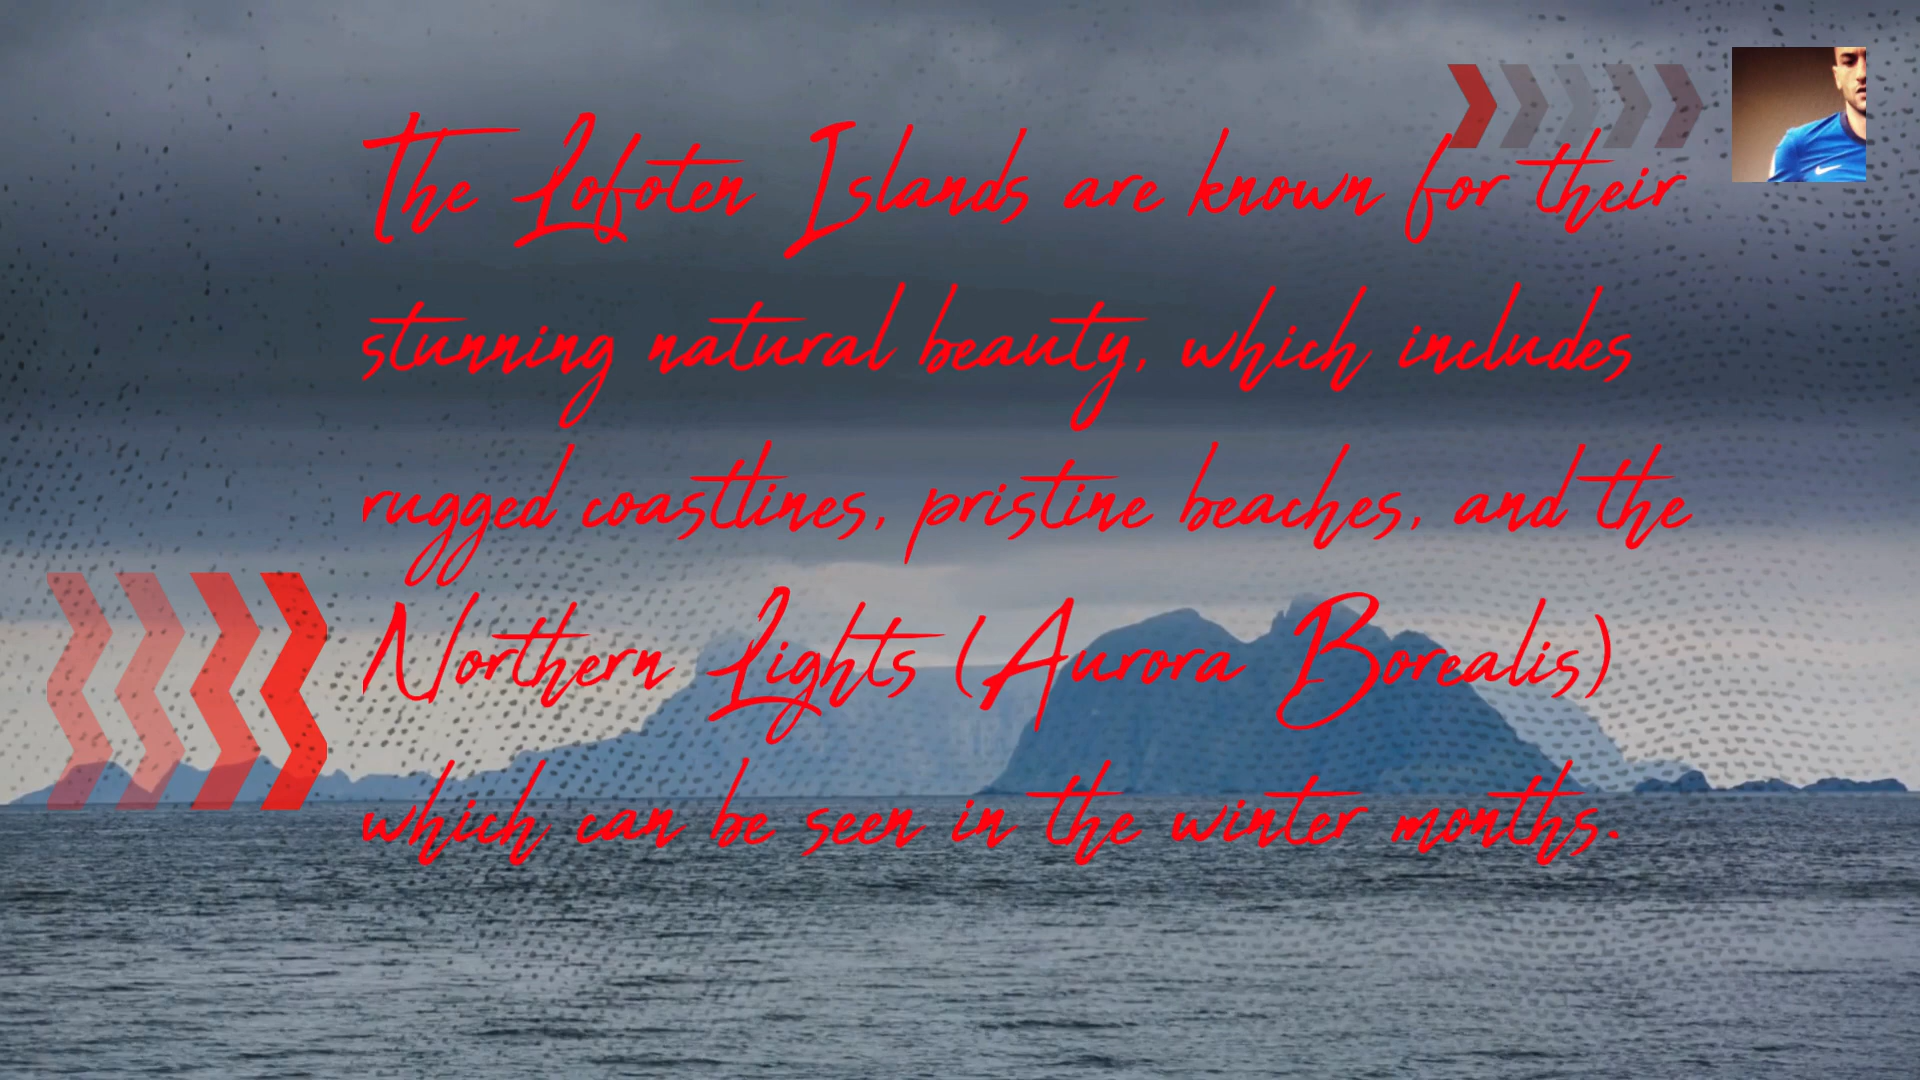 The Lofoten Islands are known for their
stunning natural beauty, which includes
rugged coastlines, pristine beaches, and the
Northern Lights (Aurora Borealis)
which can be seen in the winter months.